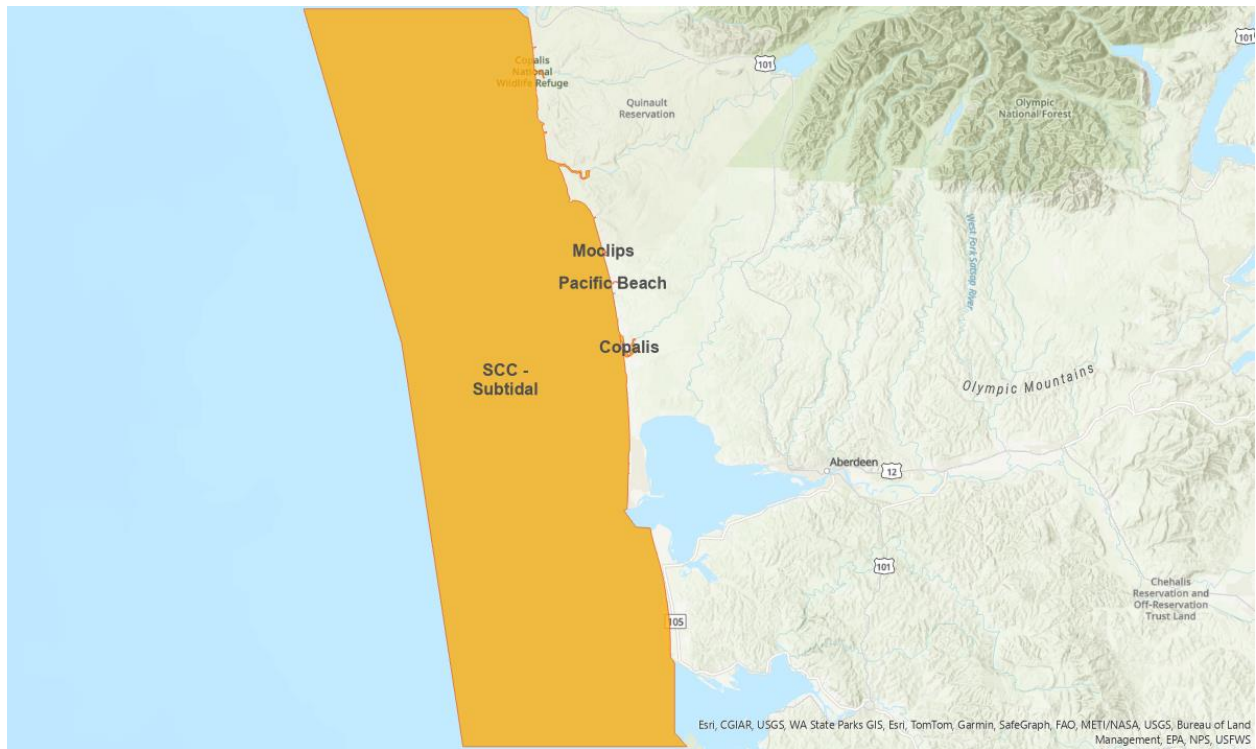 101
101
Copalis
National
Wildlife Refuge
Quinault
Reservation
Olympic
National Forest
West Fork Satsop
River
Moclips
Pacific Beach
Copalis
SCC -
Subtidal
Olympic Mountains
Aberdeen
12
101
Chehalis
Reservation and
Off-Reservation
Trust Land
105
Esri, CGIAR, USGS, WA State Parks GIS, Esri, TomTom, Garmin, SafeGraph, FAO, METI/NASA, USGS, Bureau of Land
Management, EPA, NPS, USFWS